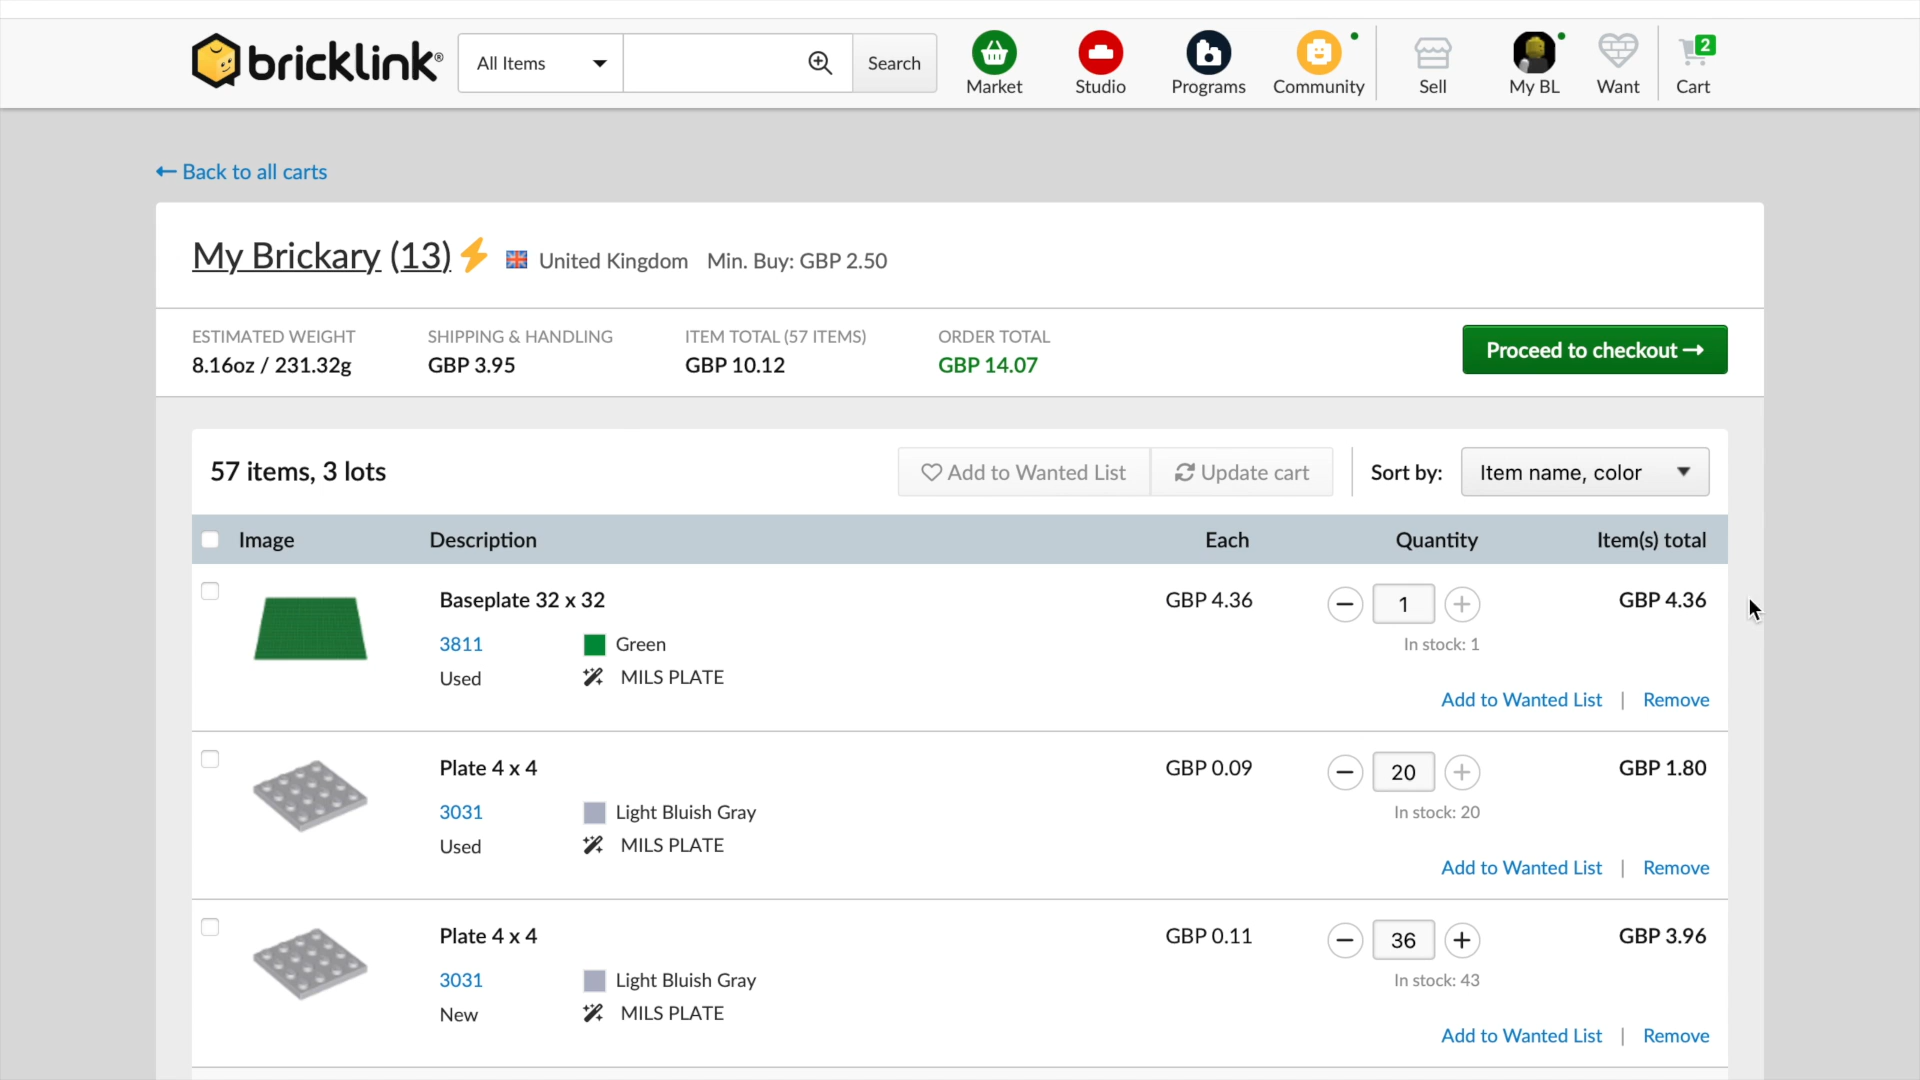 bricklink®
All Items
Search
Market
Studio
Programs
Community
Sell
My BL
Want
2
Cart
← Back to all carts
My Brickary (13) United Kingdom Min. Buy: GBP 2.50
ESTIMATED WEIGHT SHIPPING & HANDLING ITEM TOTAL (57 ITEMS) ORDER TOTAL
8.16oz / 231.32g GBP 3.95 GBP 10.12 GBP 14.07
Proceed to checkout →
57 items, 3 lots Add to Wanted List Update cart Sort by: Item name, color
Image Description Each Quantity Item(s) total
Baseplate 32 x 32 GBP 4.36 1 GBP 4.36
3811 Green In stock: 1
Used MILS PLATE
Add to Wanted List | Remove
Plate 4 x 4 GBP 0.09 20 GBP 1.80
3031 Light Bluish Gray In stock: 20
Used MILS PLATE
Add to Wanted List | Remove
Plate 4 x 4 GBP 0.11 36 GBP 3.96
3031 Light Bluish Gray In stock: 43
New MILS PLATE
Add to Wanted List | Remove